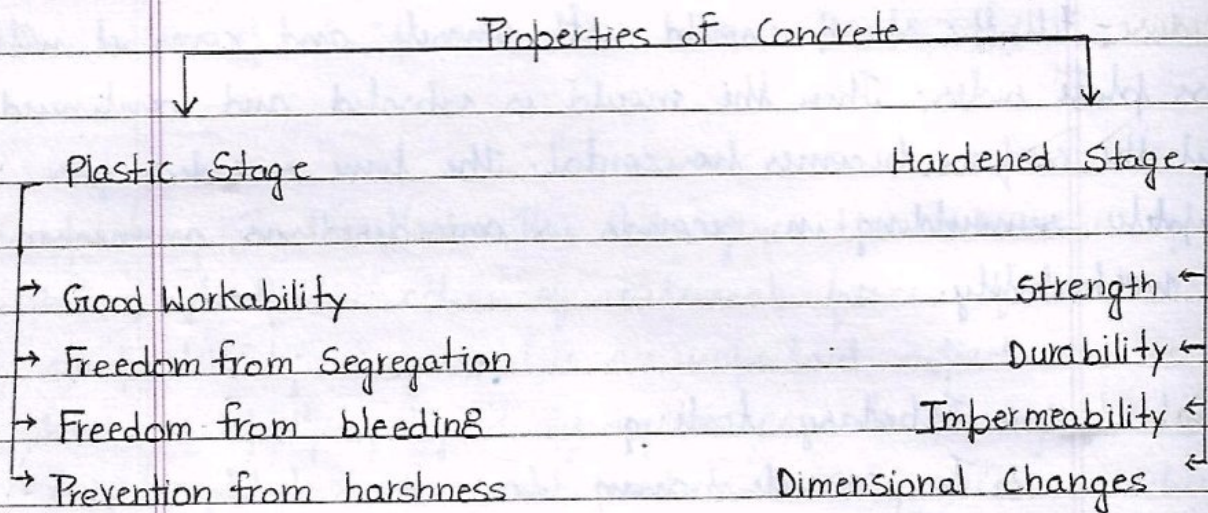 Properties of Concrete
Plastic Stage
Good Workability
Freedom from Segregation
Freedom from bleeding
Prevention from harshness
Hardened Stage
Strength
Durability
Impermeability
Dimensional Changes